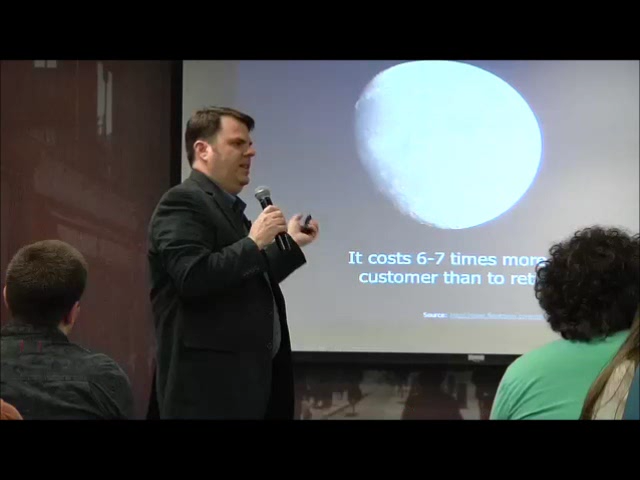 It costs 6-7 times more
customer than to ret
Source: